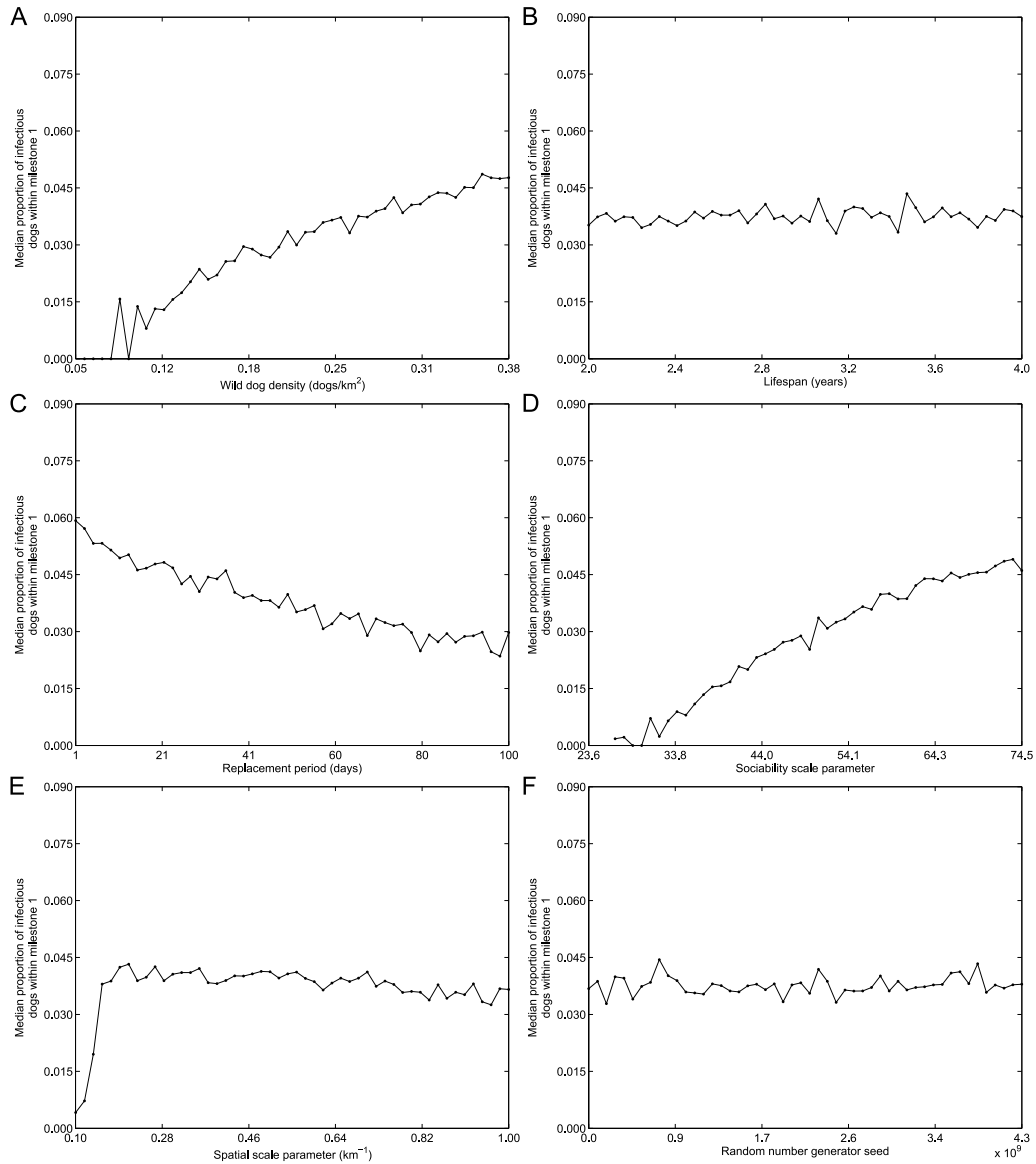 A
0.090
0.075
0.060
0.045
0.030
0.015
0.000
Median proportion of infectious
dogs within milestone 1
0.05 0.12 0.18 0.25 0.31 0.38
Wild dog density (dogs/km²)
B
0.090
0.075
0.060
0.045
0.030
0.015
0.000
Median proportion of infectious
dogs within milestone 1
2.0 2.4 2.8 3.2 3.6 4.0
Lifespan (years)
C
0.090
0.075
0.060
0.045
0.030
0.015
0.000
Median proportion of infectious
dogs within milestone 1
1 21 41 60 80 100
Replacement period (days)
D
0.090
0.075
0.060
0.045
0.030
0.015
0.000
Median proportion of infectious
dogs within milestone 1
23.6 33.8 44.0 54.1 64.3 74.5
Sociability scale parameter
E
0.090
0.075
0.060
0.045
0.030
0.015
0.000
Median proportion of infectious
dogs within milestone 1
0.10 0.28 0.46 0.64 0.82 1.00
Spatial scale parameter (km⁻¹)
F
0.090
0.075
0.060
0.045
0.030
0.015
0.000
Median proportion of infectious
dogs within milestone 1
0.0 0.9 1.7 2.6 3.4 4.3
Random number generator seed
x 10⁹